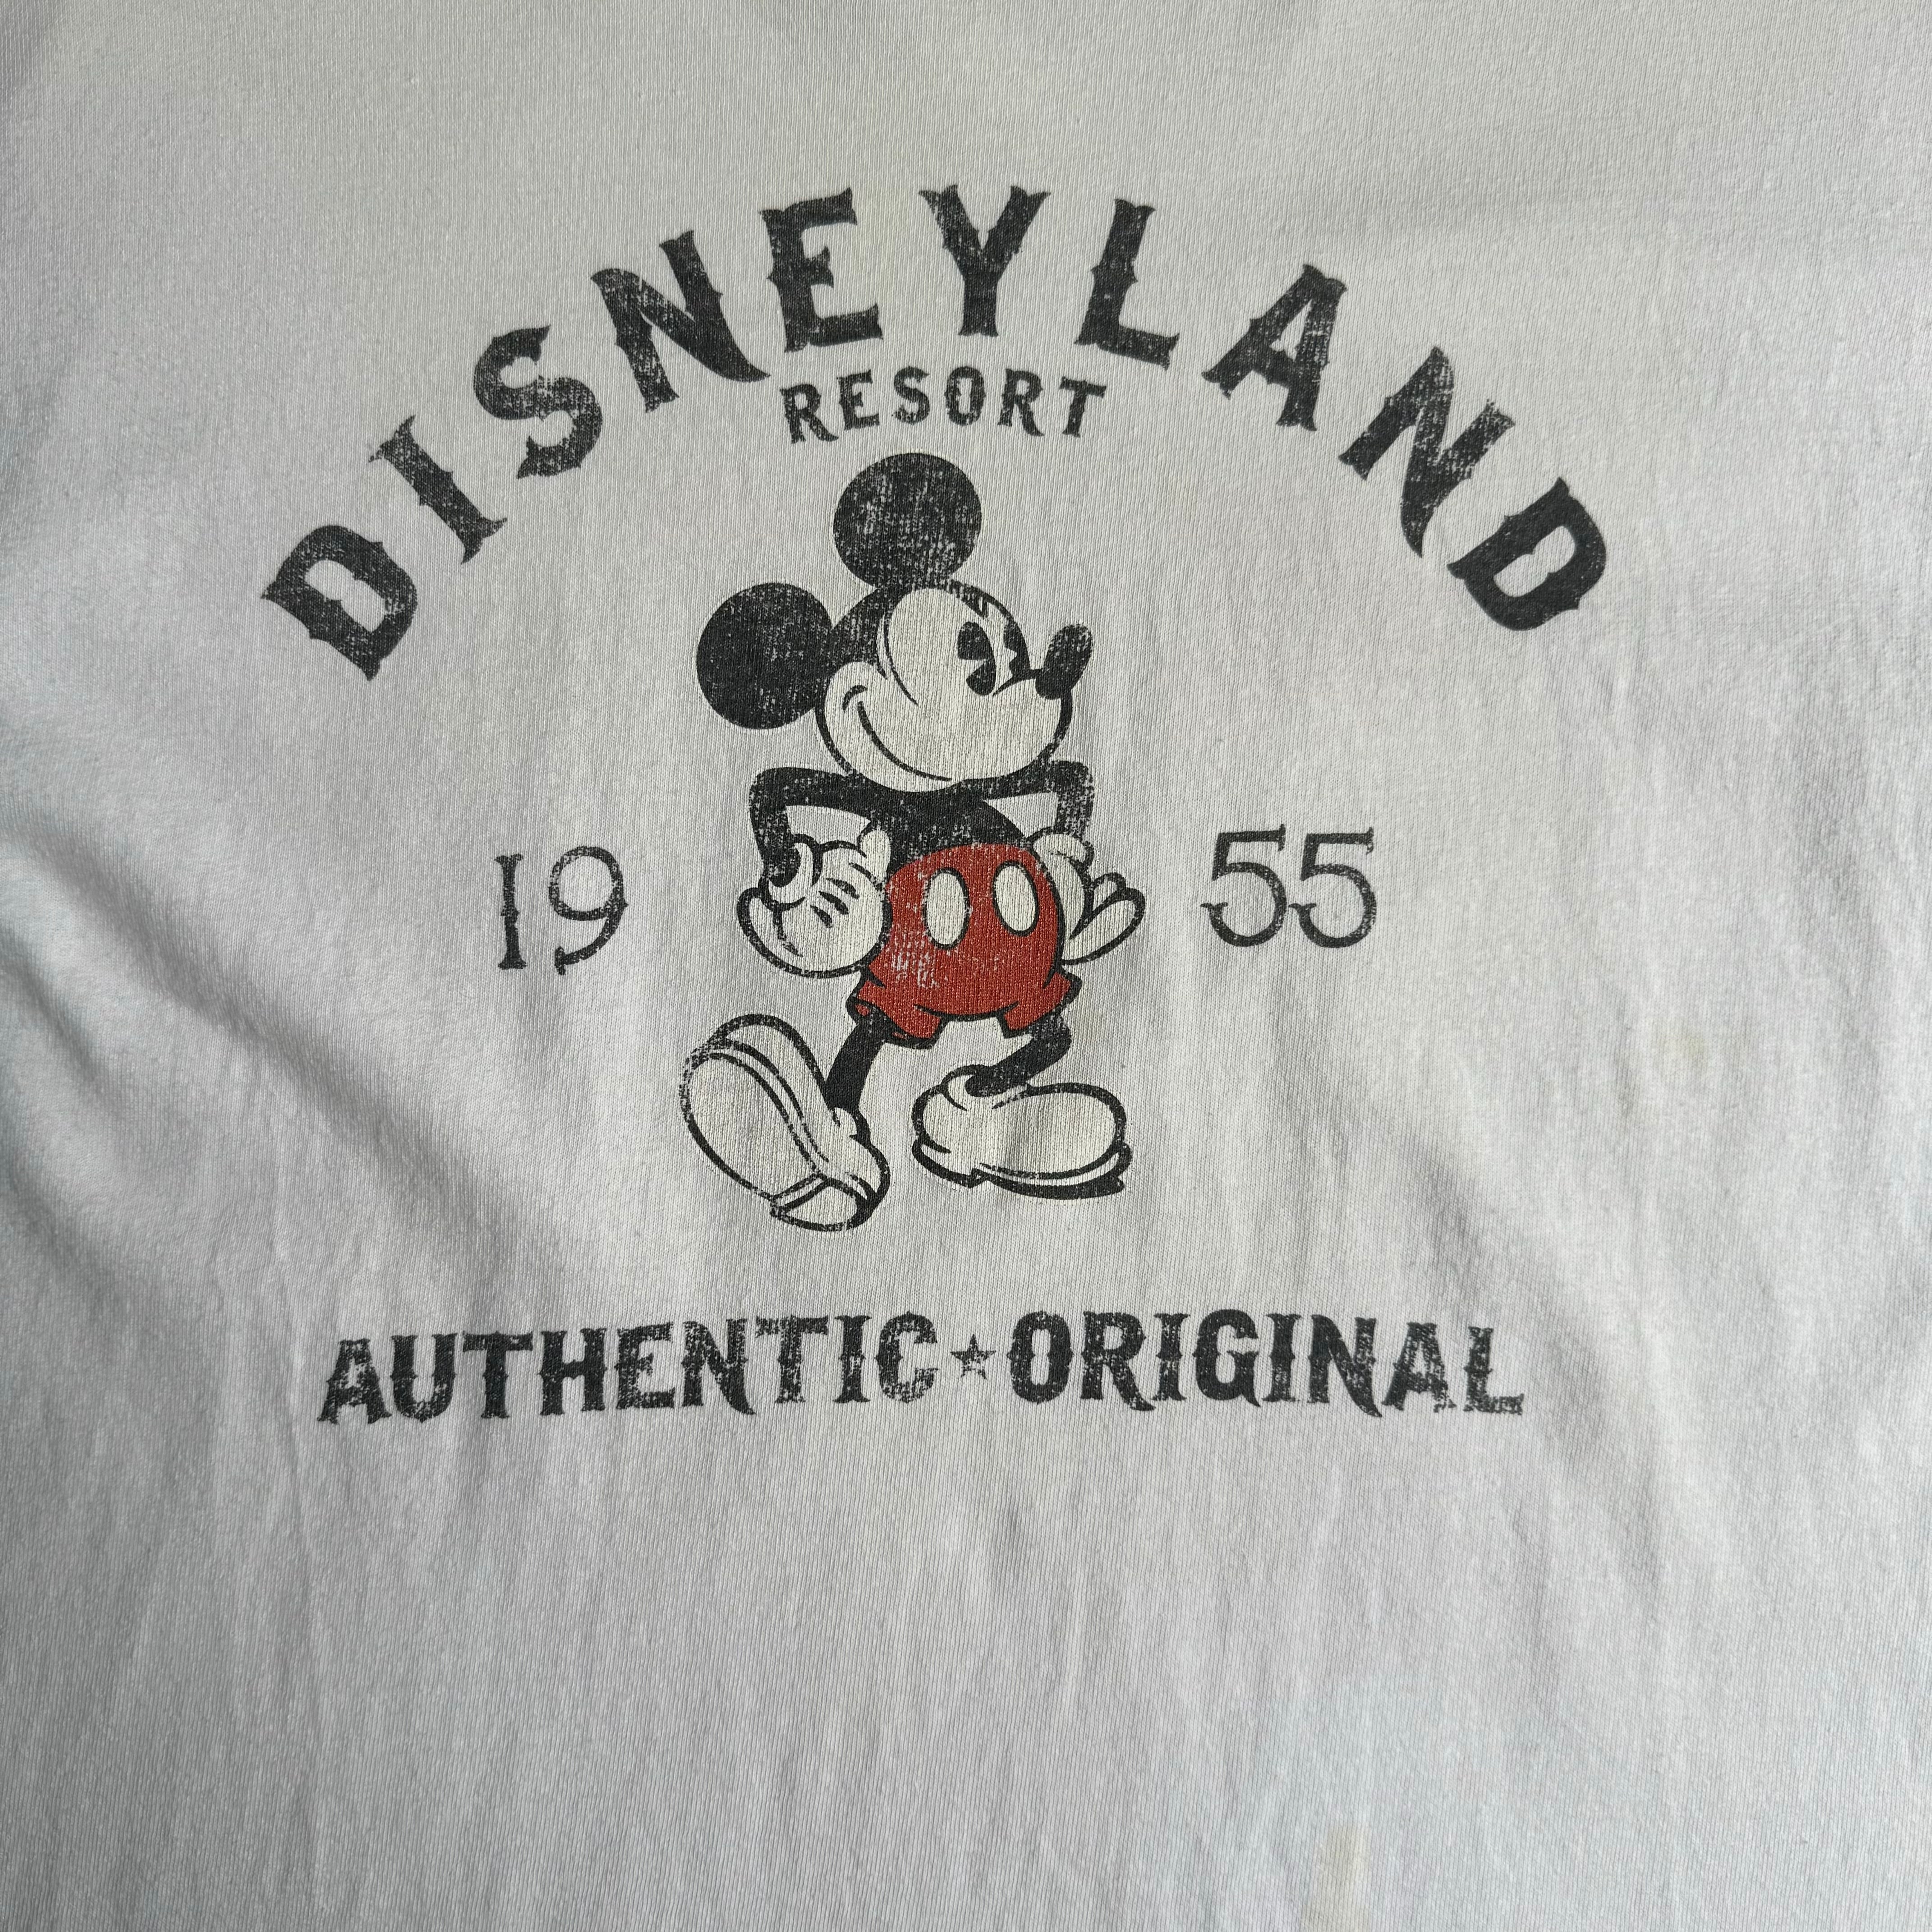 DISNEYLAND
RESORT
19 55
AUTHENTIC★ORIGINAL